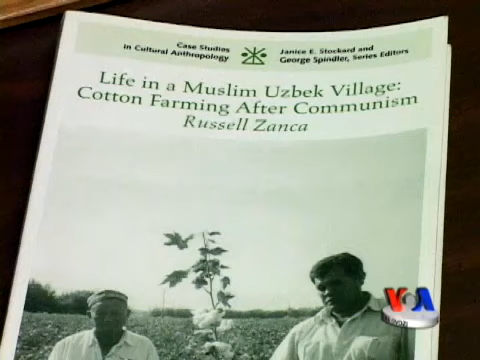 Case Studies
in Cultural Anthropology
Janice E. Stockard and
George Spindler, Series Editors
Life in a Muslim Uzbek Village:
Cotton Farming After Communism
Russell Zanca
VOA